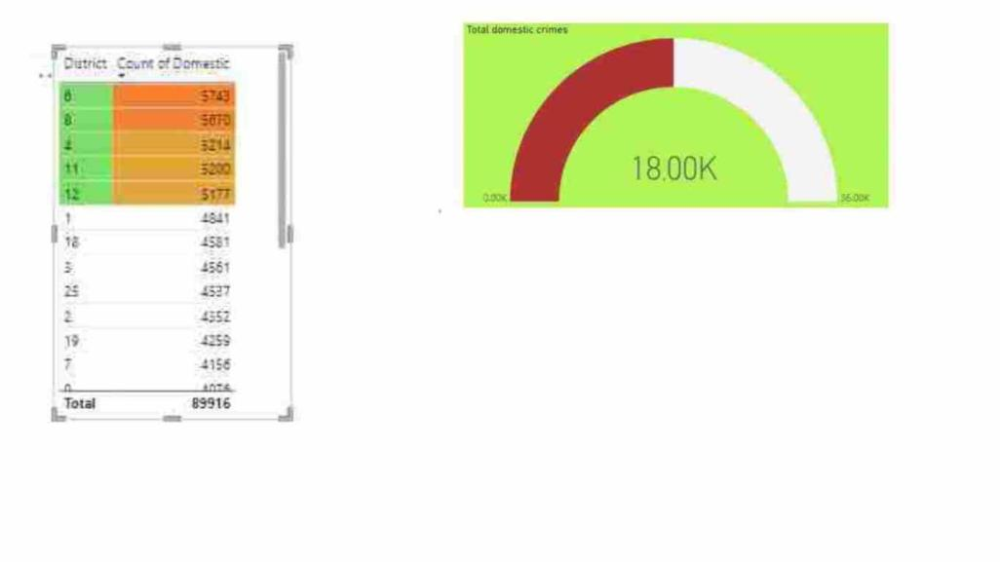 District Count of Domestic
6 5743
8 5670
4 5214
11 5200
12 5177
1 4841
18 4581
3 4561
25 4537
2 4352
19 4259
7 4156
Total 89916
Total domestic crimes
18.00K
0.00K
36.00K